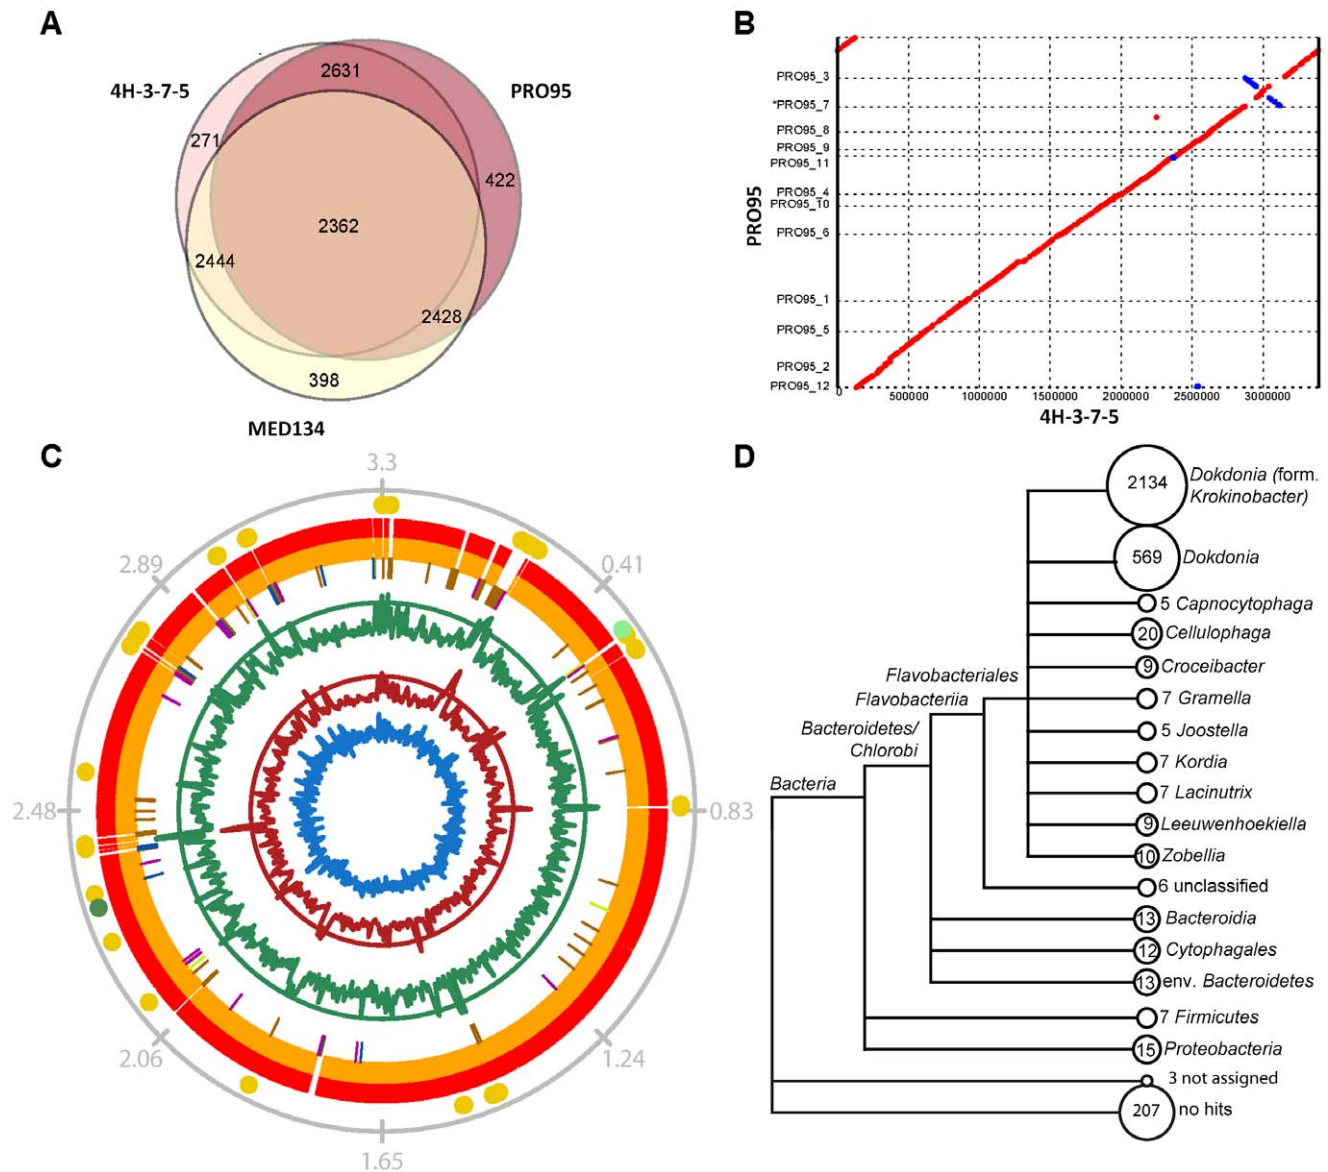 A
4H-3-7-5
PRO95
2631
271
422
2362
2444
2428
398
MED134
B
PRO95
PRO95_3
*PRO95_7
PRO95_8
PRO95_9
PRO95_11
PRO95_4
PRO95_10
PRO95_6
PRO95_1
PRO95_5
PRO95_2
PRO95_12
0
500000
1000000
1500000
2000000
2500000
3000000
4H-3-7-5
C
3.3
0.41
0.83
1.24
1.65
2.06
2.48
2.89
D
Bacteria
Bacteroidetes/
Chlorobi
Flavobacteriia
Flavobacteriales
2134 Dokdonia (form.
Krokinobacter)
569 Dokdonia
5 Capnocytophaga
20 Cellulophaga
9 Croceibacter
7 Gramella
5 Joostella
7 Kordia
7 Lacinutrix
9 Leeuwenhoekiella
10 Zobellia
6 unclassified
13 Bacteroidia
12 Cytophagales
13 env. Bacteroidetes
7 Firmicutes
15 Proteobacteria
3 not assigned
207 no hits